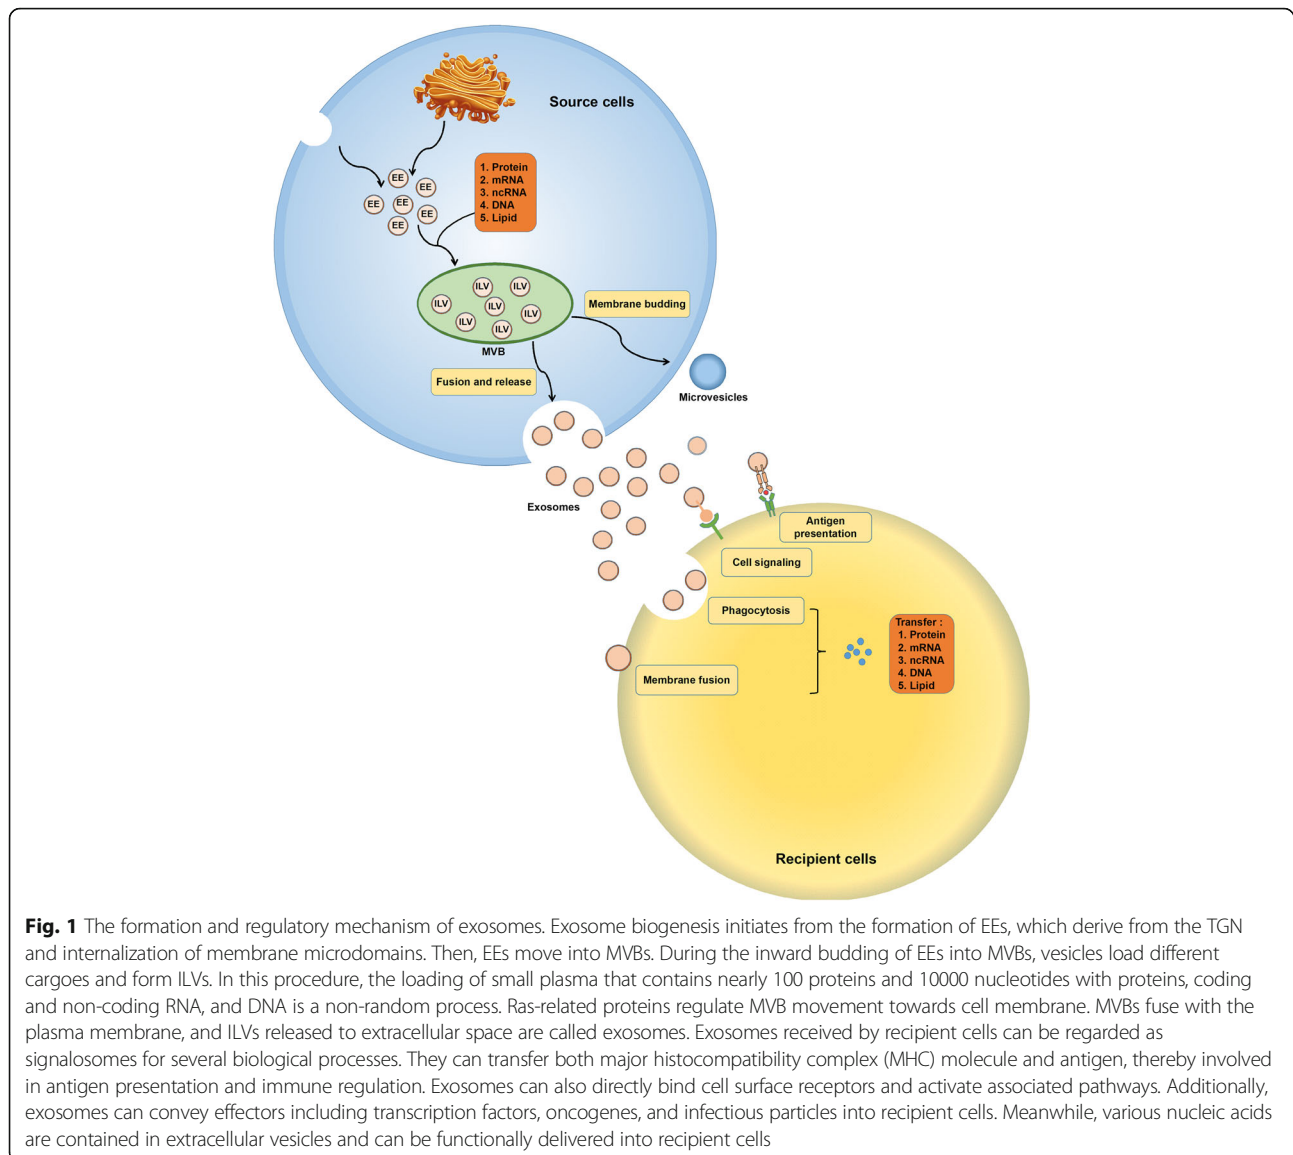 Source cells
1. Protein
2. mRNA
3. ncRNA
4. DNA
5. Lipid
EE
EE
EE
EE
EE
EE
ILV
ILV
ILV
ILV
ILV
ILV
ILV
MVB
Membrane budding
Fusion and release
Microvesicles
Exosomes
Antigen
presentation
Cell signaling
Phagocytosis
Membrane fusion
Transfer :
1. Protein
2. mRNA
3. ncRNA
4. DNA
5. Lipid
Recipient cells
Fig. 1 The formation and regulatory mechanism of exosomes. Exosome biogenesis initiates from the formation of EEs, which derive from the TGN
and internalization of membrane microdomains. Then, EEs move into MVBs. During the inward budding of EEs into MVBs, vesicles load different
cargoes and form ILVs. In this procedure, the loading of small plasma that contains nearly 100 proteins and 10000 nucleotides with proteins, coding
and non-coding RNA, and DNA is a non-random process. Ras-related proteins regulate MVB movement towards cell membrane. MVBs fuse with the
plasma membrane, and ILVs released to extracellular space are called exosomes. Exosomes received by recipient cells can be regarded as
signalosomes for several biological processes. They can transfer both major histocompatibility complex (MHC) molecule and antigen, thereby involved
in antigen presentation and immune regulation. Exosomes can also directly bind cell surface receptors and activate associated pathways. Additionally,
exosomes can convey effectors including transcription factors, oncogenes, and infectious particles into recipient cells. Meanwhile, various nucleic acids
are contained in extracellular vesicles and can be functionally delivered into recipient cells